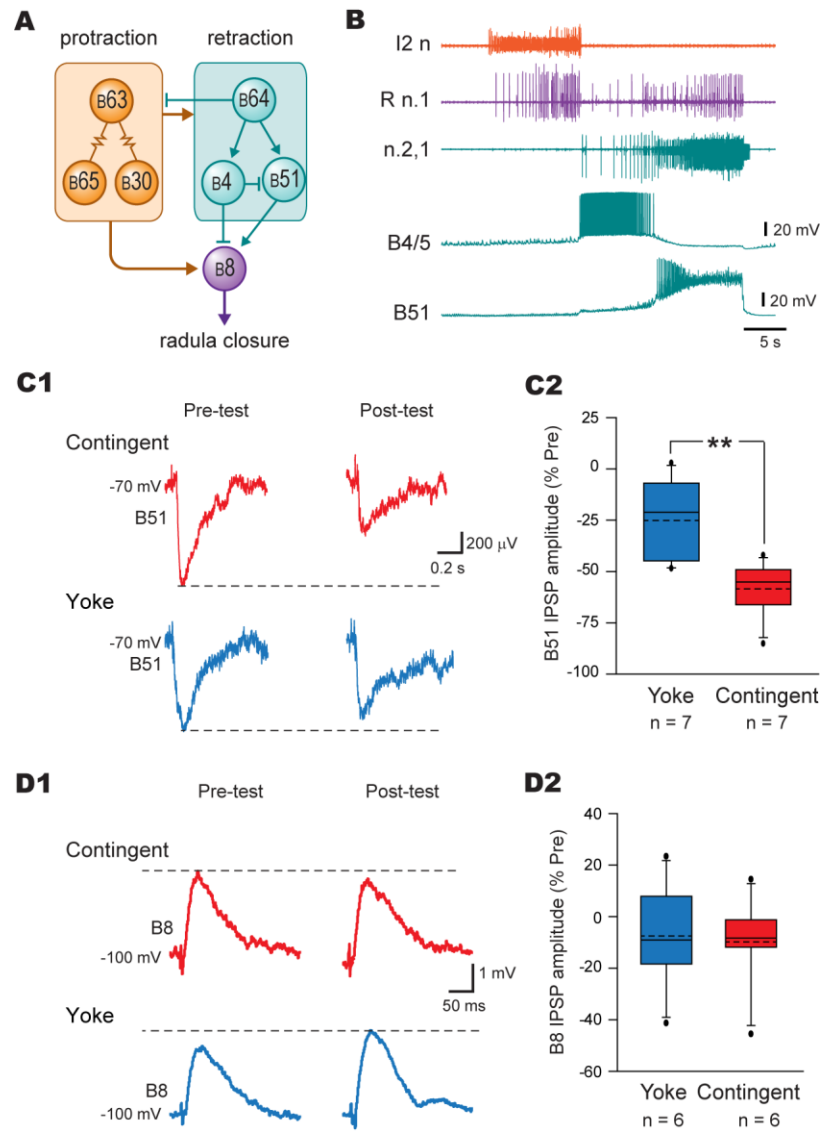 A
protraction retraction
B63
B64
B65 B30
B4 B51
B8
radula closure
B
I2 n
R n.1
n.2,1
B4/5
20 mV
B51
20 mV
5 s
C1
Pre-test Post-test
Contingent
-70 mV
B51
200 μV
0.2 s
Yoke
-70 mV
B51
C2
B51 IPSP amplitude (% Pre)
25
0
-25
-50
-75
-100
**
Yoke Contingent
n = 7 n = 7
D1
Pre-test Post-test
Contingent
B8
-100 mV
1 mV
50 ms
Yoke
B8
-100 mV
D2
B8 IPSP amplitude (% Pre)
40
20
0
-20
-40
-60
Yoke Contingent
n = 6 n = 6